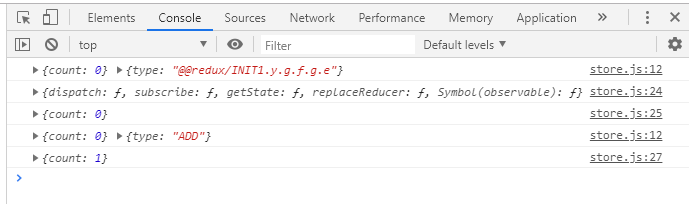 Elements Console Sources Network Performance Memory Application »
top Filter Default levels
{count: 0} {type: "@@redux/INIT1.y.g.f.g.e"} store.js:12
{dispatch: ƒ, subscribe: ƒ, getState: ƒ, replaceReducer: ƒ, Symbol(observable): ƒ} store.js:24
{count: 0} store.js:25
{count: 0} {type: "ADD"} store.js:12
{count: 1} store.js:27